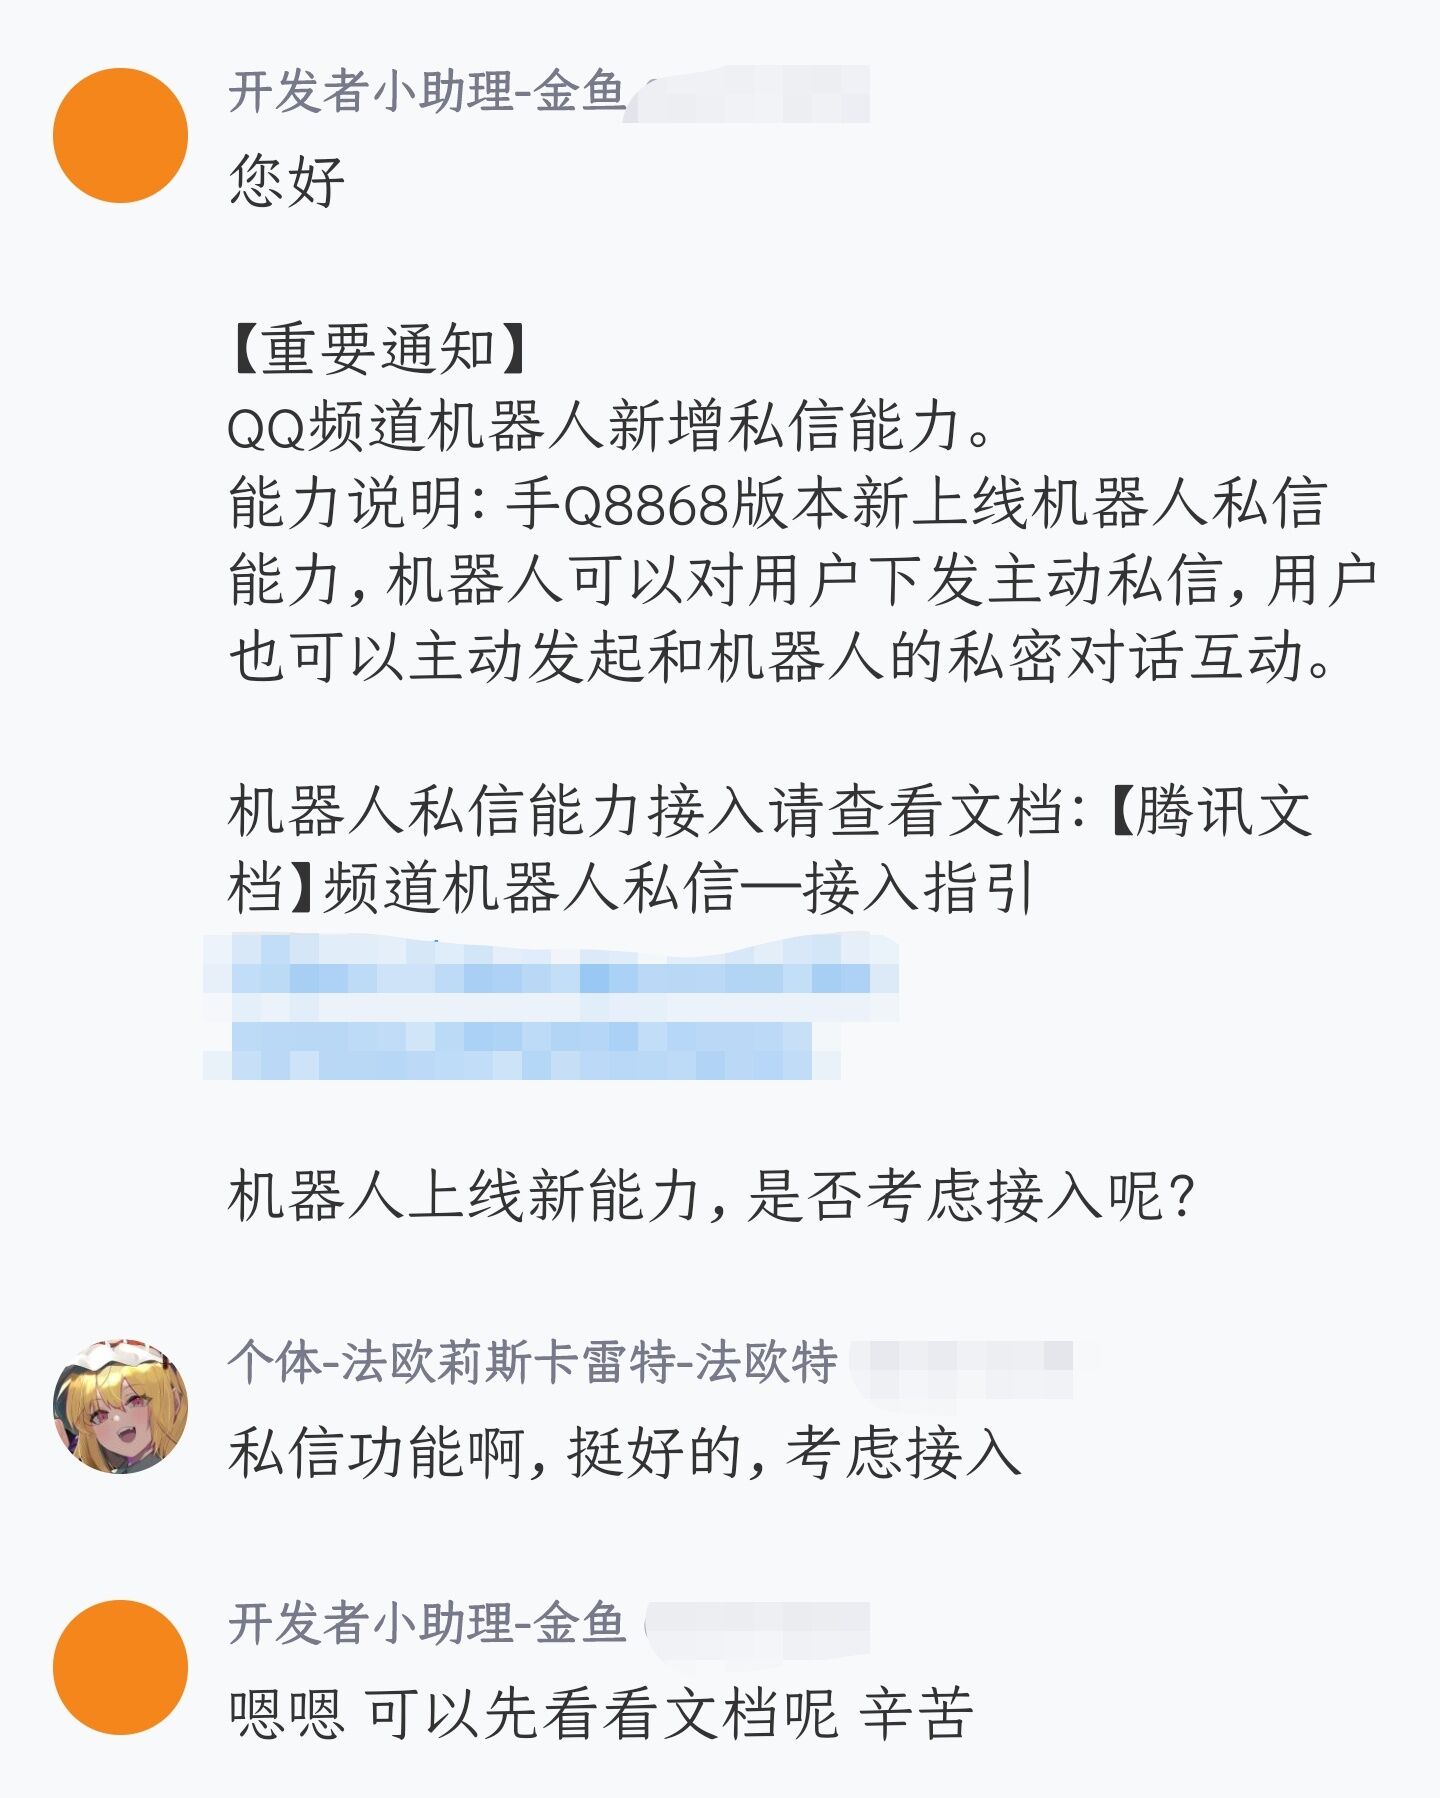 开发者小助理-金鱼
您好
【重要通知】
QQ频道机器人新增私信能力。
能力说明：手Q8868版本新上线机器人私信
能力，机器人可以对用户下发主动私信，用户
也可以主动发起和机器人的私密对话互动。
机器人私信能力接入请查看文档：【腾讯文
档】频道机器人私信—接入指引
机器人上线新能力，是否考虑接入呢？
个体-法欧莉斯卡雷特-法欧特
私信功能啊，挺好的，考虑接入
开发者小助理-金鱼
嗯嗯 可以先看看文档呢 辛苦